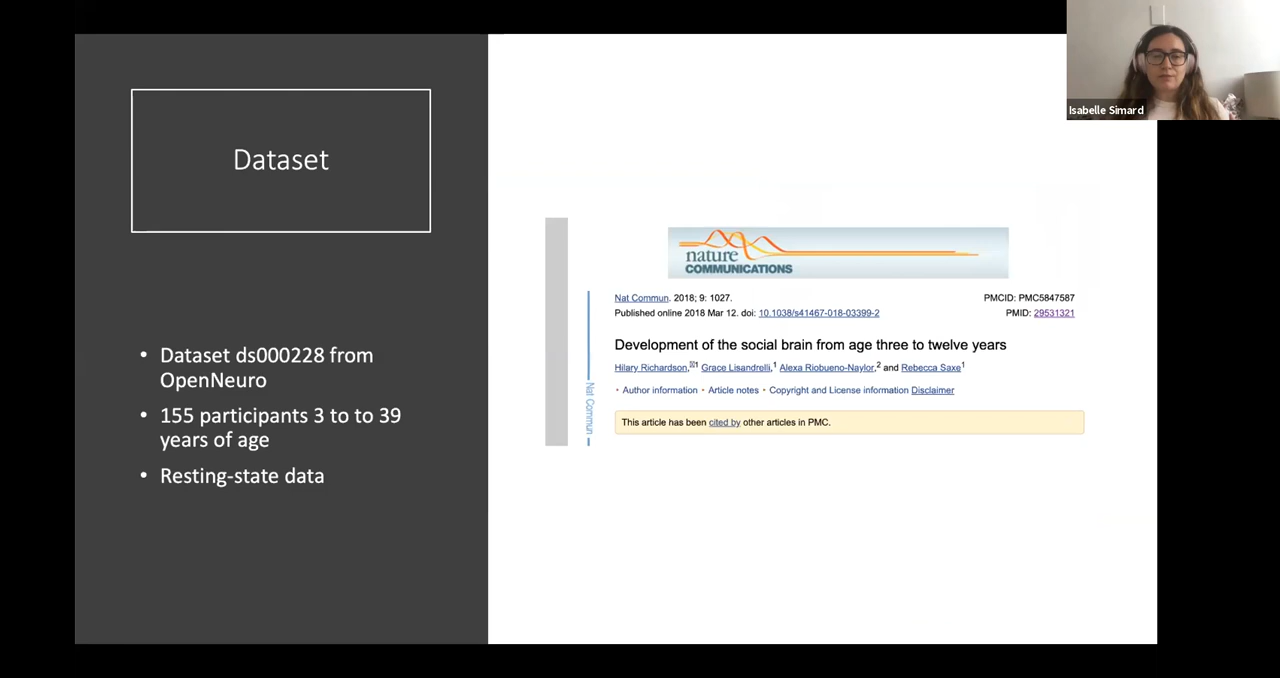 Dataset
• Dataset ds000228 from
OpenNeuro
• 155 participants 3 to to 39
years of age
• Resting-state data
nature
COMMUNICATIONS
Nat Commun. 2018; 9: 1027.
PMCID: PMC5847587
Published online 2018 Mar 12. doi: 10.1038/s41467-018-03399-2
PMID: 29531321
Development of the social brain from age three to twelve years
Hilary Richardson,✉1 Grace Lisandrelli,1 Alexa Riobueno-Naylor,2 and Rebecca Saxe1
• Author information • Article notes • Copyright and License information Disclaimer
This article has been cited by other articles in PMC.
Nat Commun
Isabelle Simard